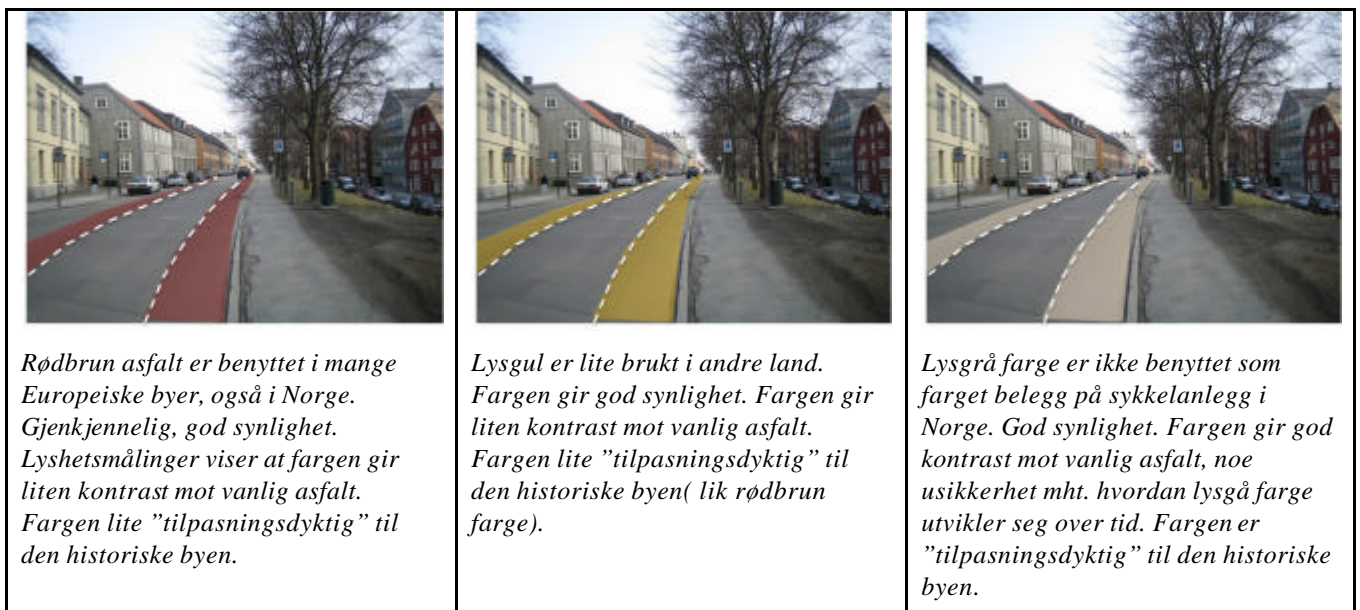 Rødbrun asfalt er benyttet i mange
Europeiske byer, også i Norge.
Gjenkjennelig, god synlighet.
Lyshetsmålinger viser at fargen gir
liten kontrast mot vanlig asfalt.
Fargen lite ”tilpasningsdyktig” til
den historiske byen.
Lysgul er lite brukt i andre land.
Fargen gir god synlighet. Fargen gir
liten kontrast mot vanlig asfalt.
Fargen lite ”tilpasningsdyktig” til
den historiske byen( lik rødbrun
farge).
Lysgrå farge er ikke benyttet som
farget belegg på sykkelanlegg i
Norge. God synlighet. Fargen gir god
kontrast mot vanlig asfalt, noe
usikkerhet mht. hvordan lysgå farge
utvikler seg over tid. Fargen er
”tilpasningsdyktig” til den historiske
byen.